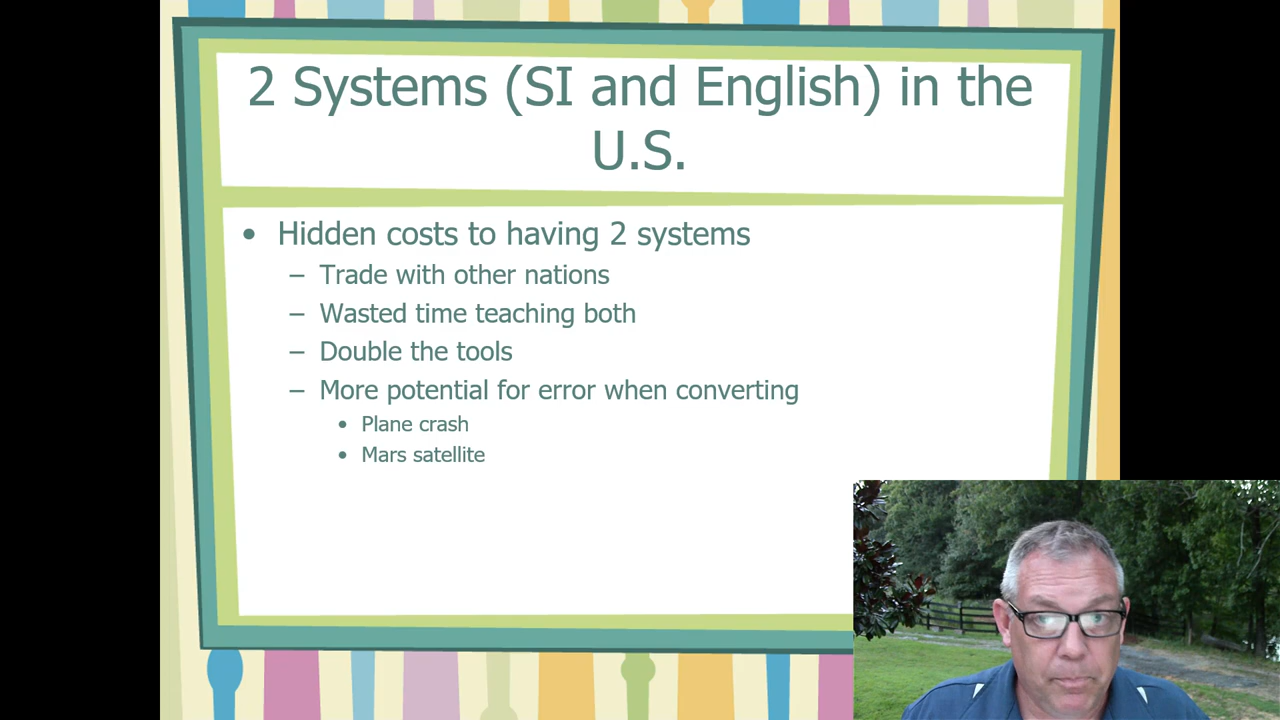 2 Systems (SI and English) in the
U.S.
• Hidden costs to having 2 systems
– Trade with other nations
– Wasted time teaching both
– Double the tools
– More potential for error when converting
• Plane crash
• Mars satellite